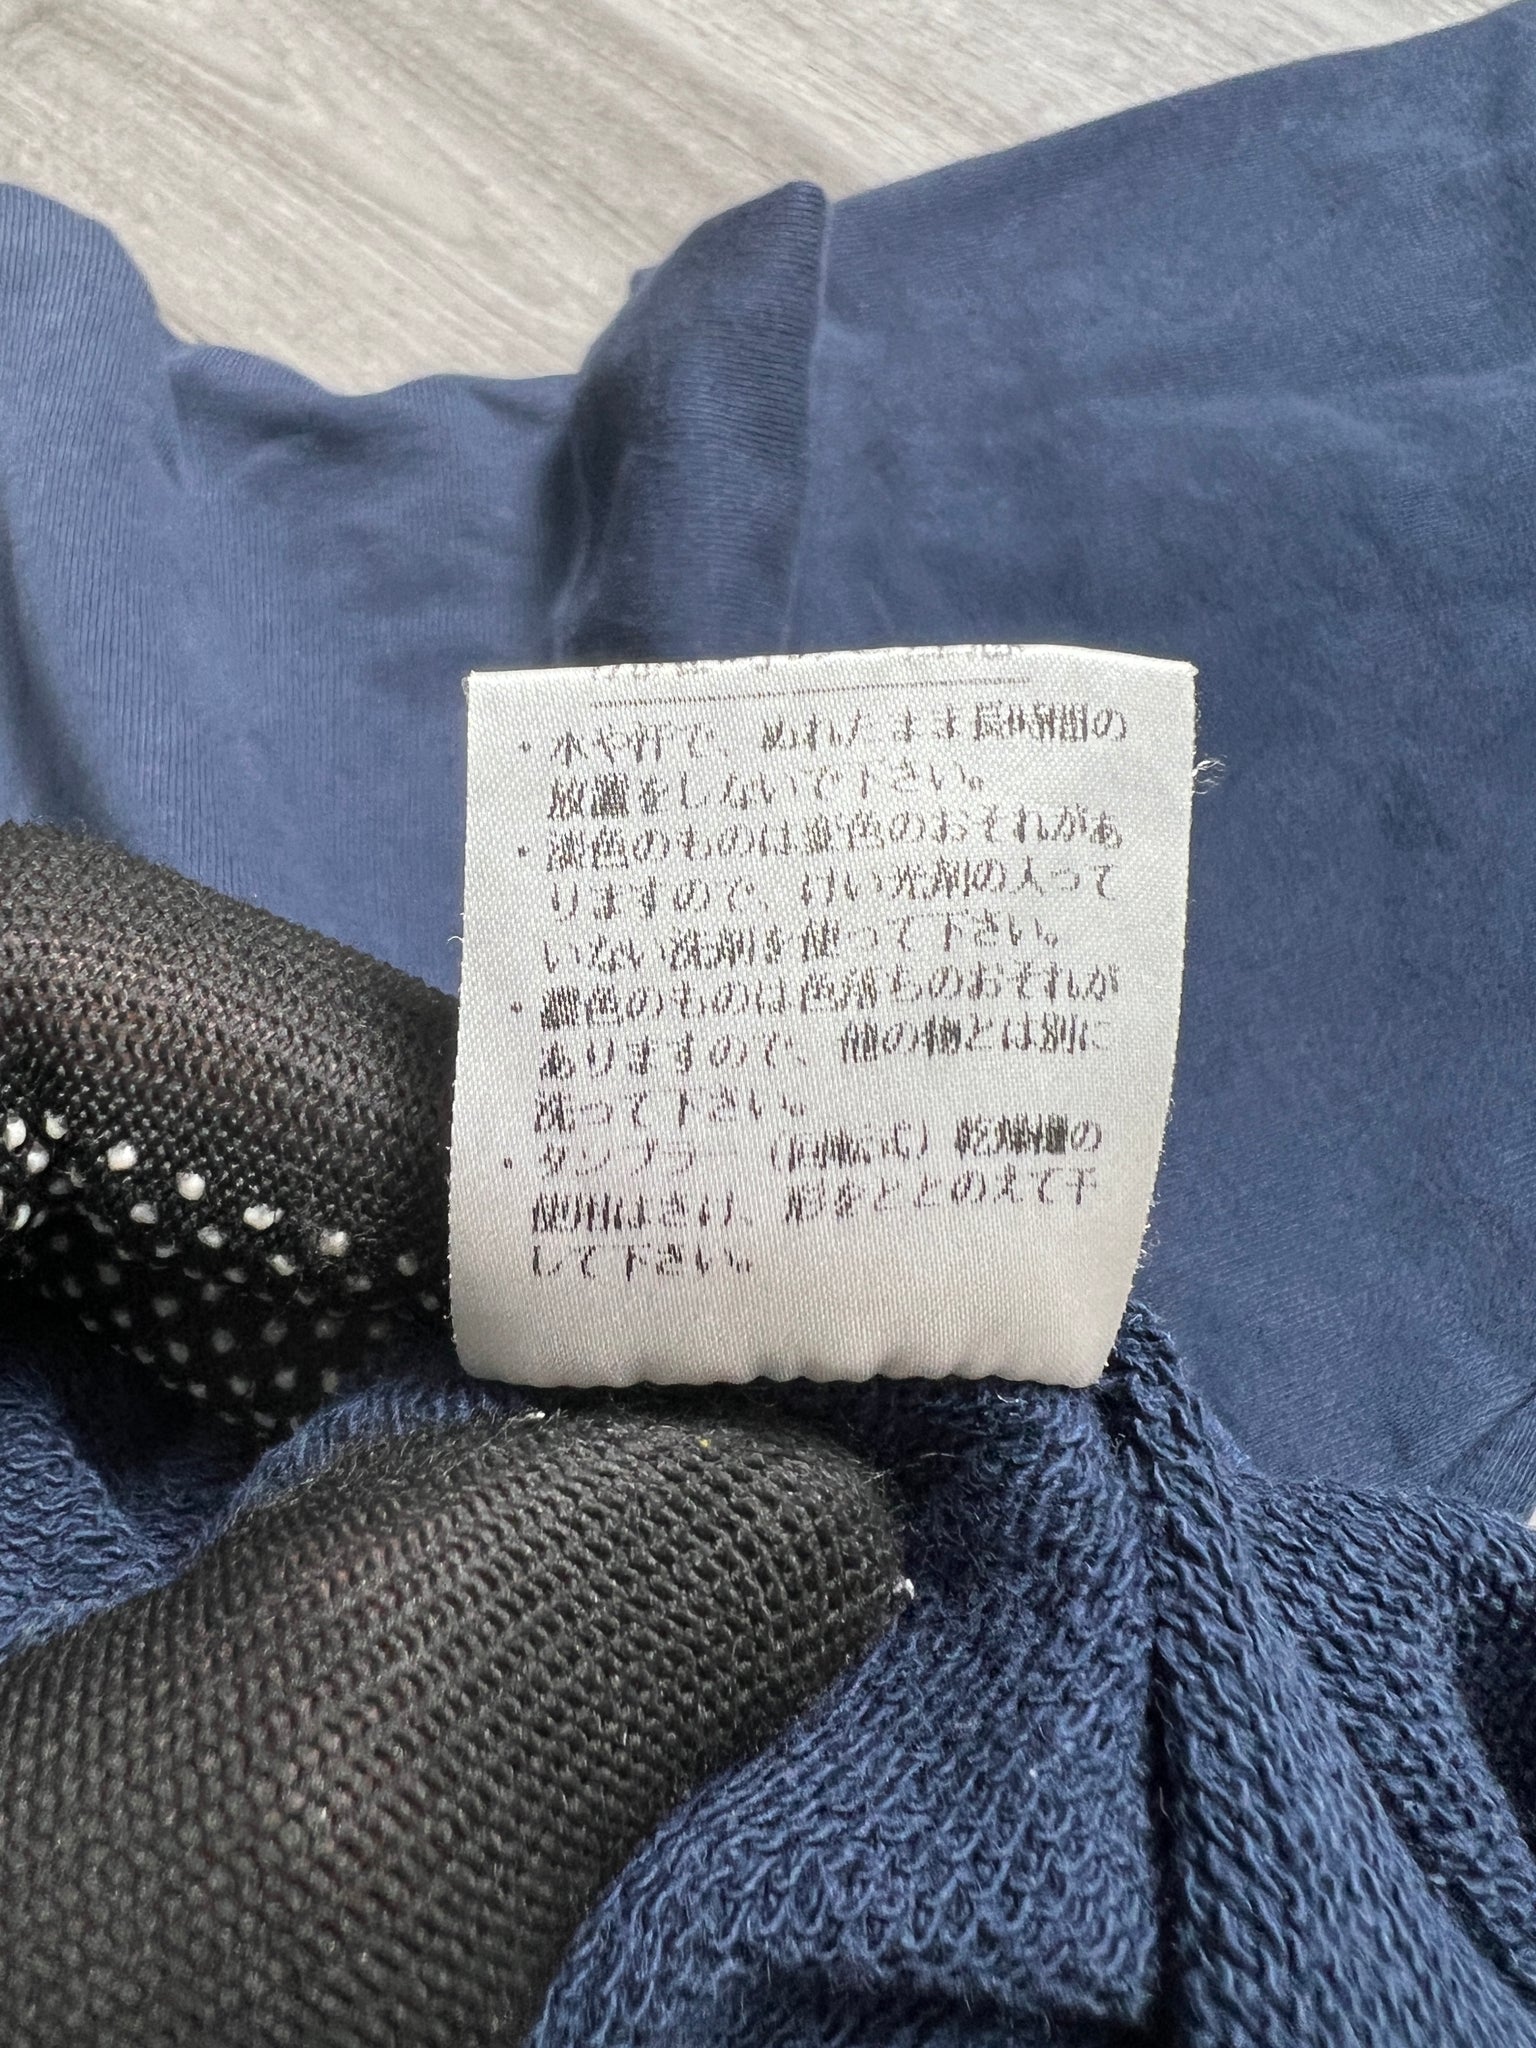 ・水や汗で、ぬれたまま長時間の
放置をしないで下さい。
・淡色のものは変色のおそれがあ
りますので、けい光剤の入って
いない洗剤を使って下さい。
・濃色のものは色落ちのおそれが
ありますので、他の物とは別に
洗って下さい。
・タンブラー(回転式)乾燥機の
使用はさけ、形をととのえて干
して下さい。